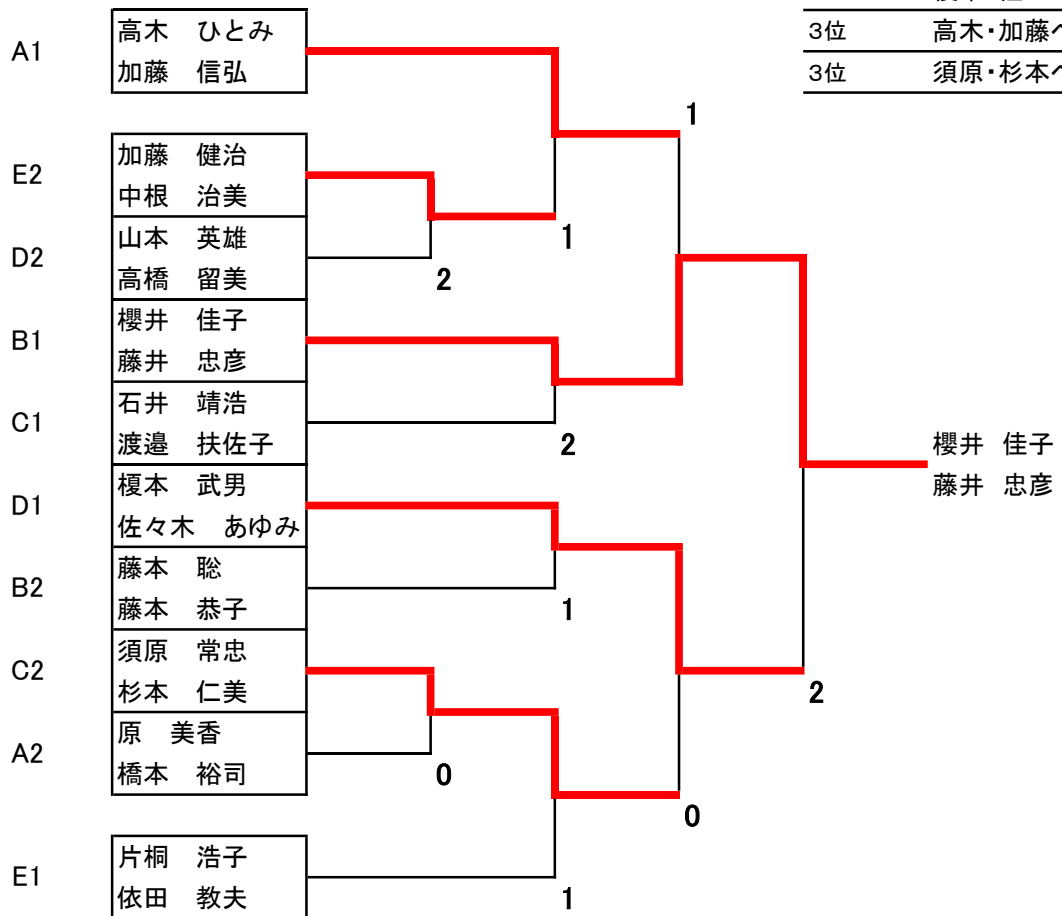 3位 高木・加藤ペ
3位 須原・杉本ペ
A1
高木 ひとみ
加藤 信弘
1
E2
加藤 健治
中根 治美
1
D2
山本 英雄
高橋 留美
2
B1
櫻井 佳子
藤井 忠彦
C1
石井 靖浩
渡邉 扶佐子
2
櫻井 佳子
藤井 忠彦
D1
榎本 武男
佐々木 あゆみ
B2
藤本 聡
藤本 恭子
1
C2
須原 常忠
杉本 仁美
2
A2
原 美香
橋本 裕司
0
0
E1
片桐 浩子
依田 教夫
1